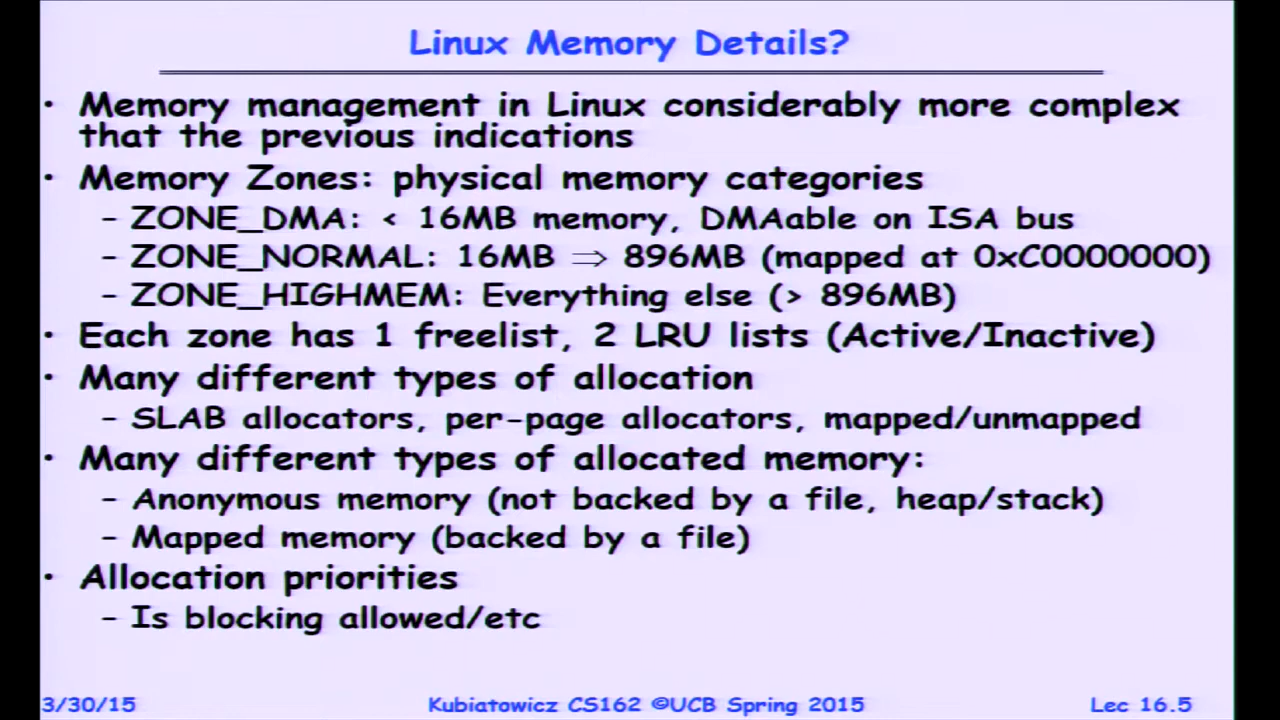 Linux Memory Details?
• Memory management in Linux considerably more complex
that the previous indications
• Memory Zones: physical memory categories
– ZONE_DMA: < 16MB memory, DMAable on ISA bus
– ZONE_NORMAL: 16MB ⇒ 896MB (mapped at 0xC0000000)
– ZONE_HIGHMEM: Everything else (> 896MB)
• Each zone has 1 freelist, 2 LRU lists (Active/Inactive)
• Many different types of allocation
– SLAB allocators, per-page allocators, mapped/unmapped
• Many different types of allocated memory:
– Anonymous memory (not backed by a file, heap/stack)
– Mapped memory (backed by a file)
• Allocation priorities
– Is blocking allowed/etc
3/30/15 Kubiatowicz CS162 ©UCB Spring 2015 Lec 16.5